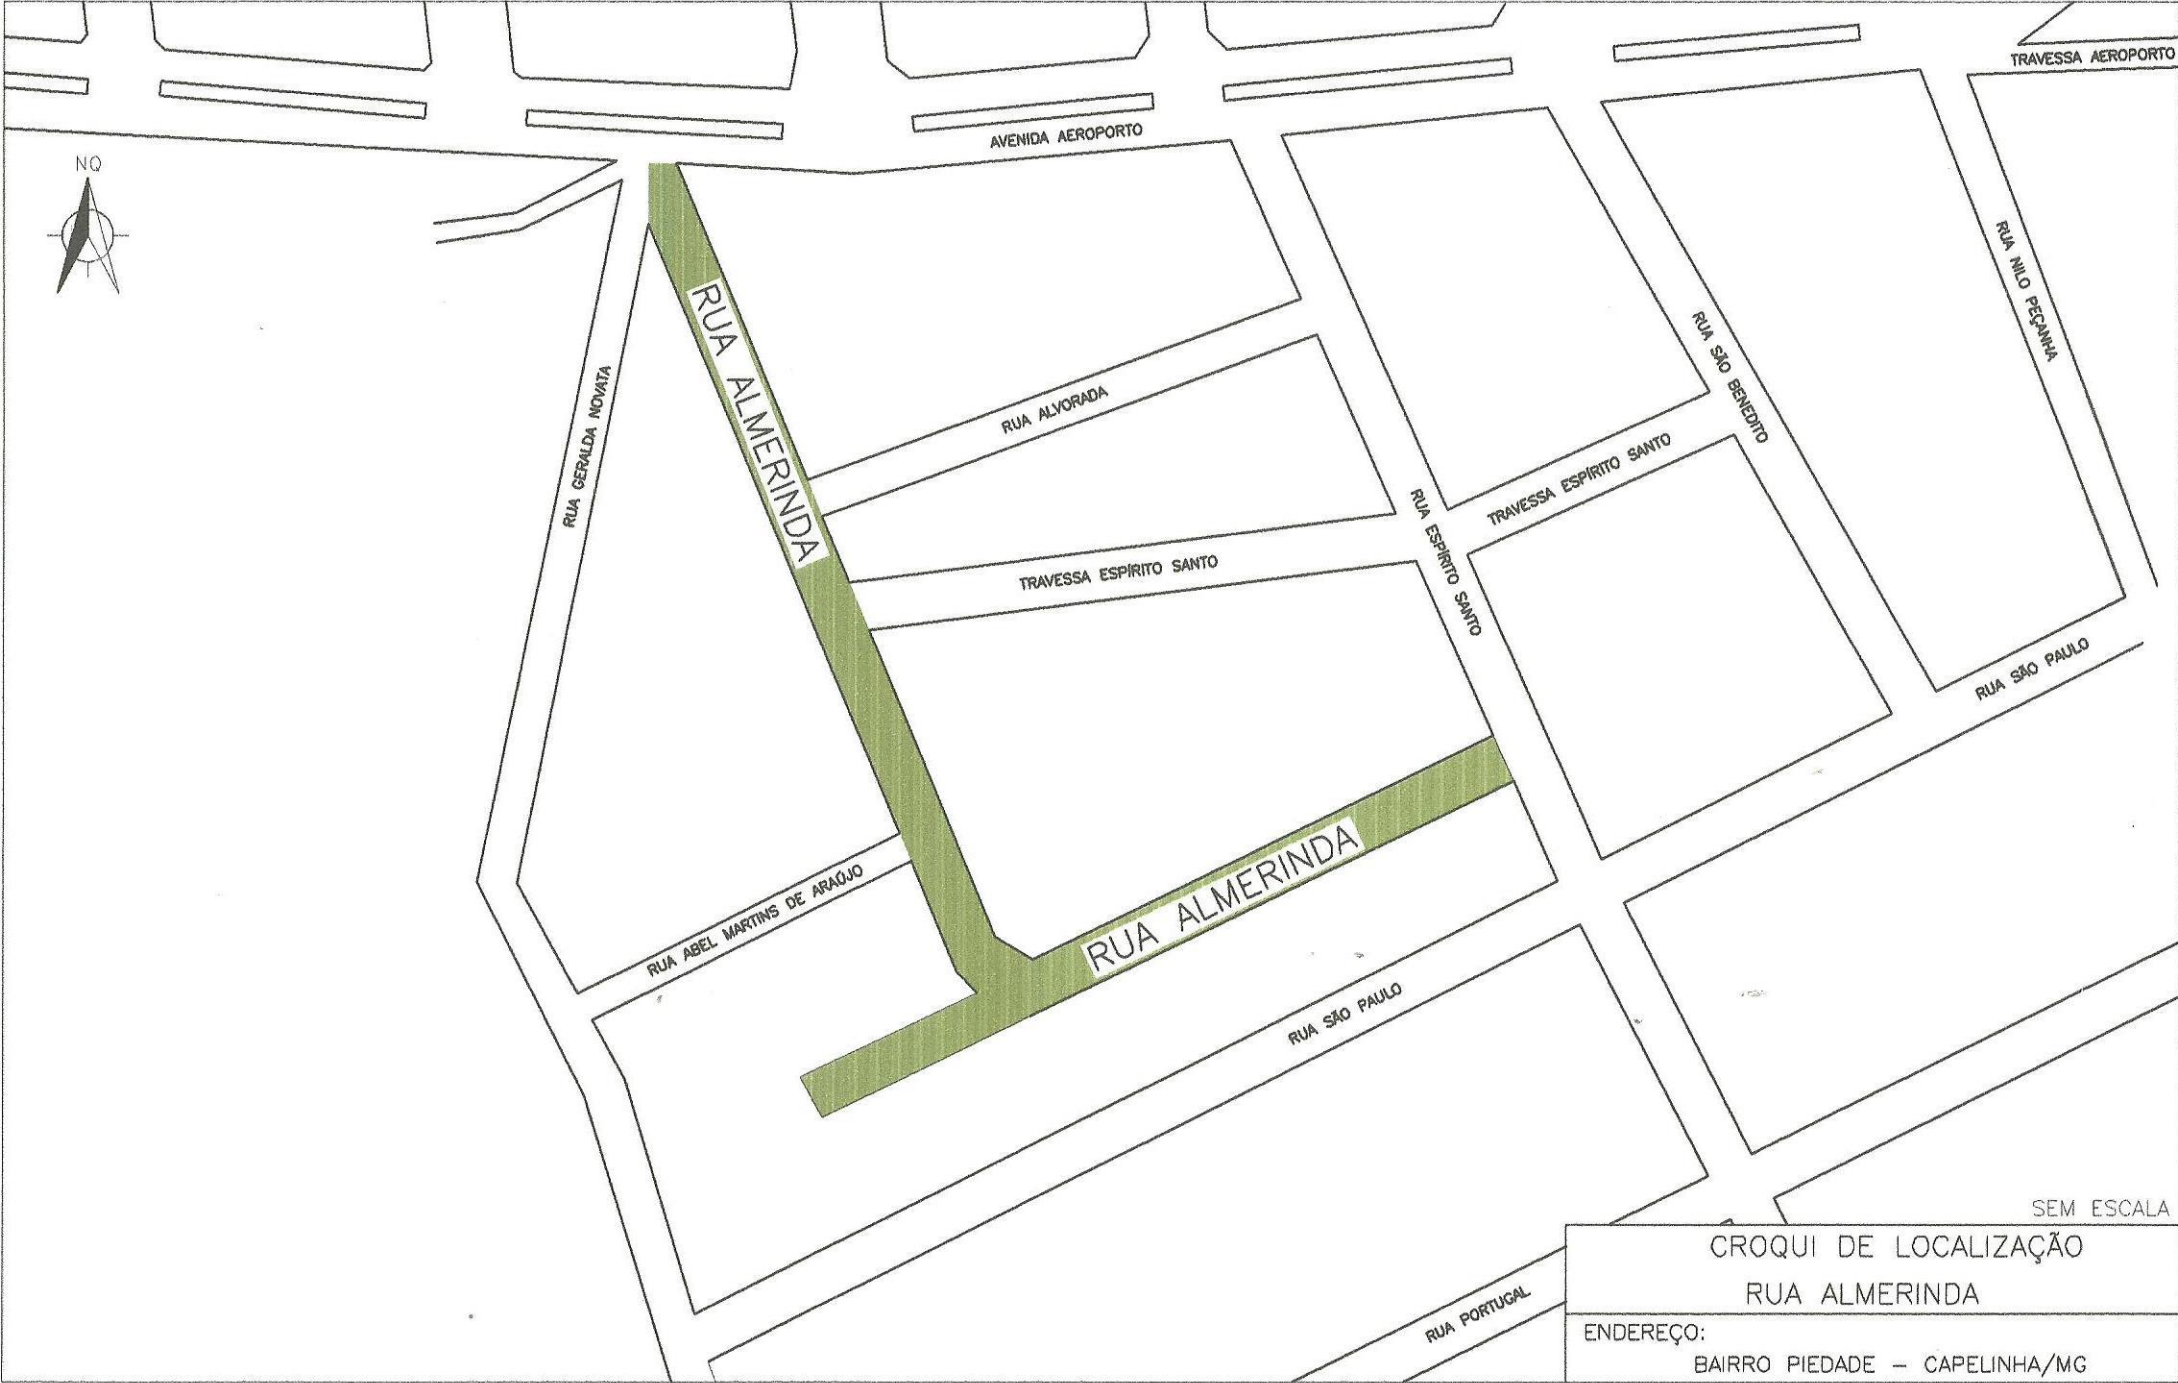 TRAVESSA AEROPORTO
AVENIDA AEROPORTO
NQ
RUA NILO PEÇANHA
RUA ALMERINDA
RUA SÃO BENEDITO
RUA GERALDA NOVATA
RUA ALVORADA
TRAVESSA ESPÍRITO SANTO
RUA ESPÍRITO SANTO
TRAVESSA ESPÍRITO SANTO
RUA SÃO PAULO
RUA ALMERINDA
RUA ABEL MARTINS DE ARAÚJO
RUA SÃO PAULO
SEM ESCALA
CROQUI DE LOCALIZAÇÃO
RUA ALMERINDA
RUA PORTUGAL
ENDEREÇO:
BAIRRO PIEDADE – CAPELINHA/MG